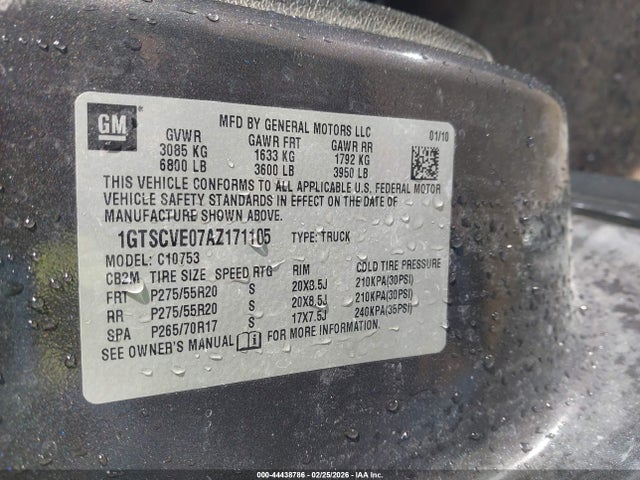 GM
MFD BY GENERAL MOTORS LLC
01/10
GVWR GAWR FRT GAWR RR
3085 KG 1633 KG 1792 KG
6800 LB 3600 LB 3950 LB
THIS VEHICLE CONFORMS TO ALL APPLICABLE U.S. FEDERAL MOTOR
VEHICLE SAFETY STANDARDS IN EFFECT ON THE DATE OF
MANUFACTURE SHOWN ABOVE.
1GTSCVE07AZ171105 TYPE: TRUCK
MODEL: C10753
CB2M TIRE SIZE SPEED RTG RIM COLD TIRE PRESSURE
FRT P275/55R20 S 20X8.5J 210KPA(30PSI)
RR P275/55R20 S 20X8.5J 210KPA(30PSI)
SPA P265/70R17 S 17X7.5J 240KPA(35PSI)
SEE OWNER'S MANUAL FOR MORE INFORMATION.
000-44438786 - 02/25/2026 - IAA Inc.